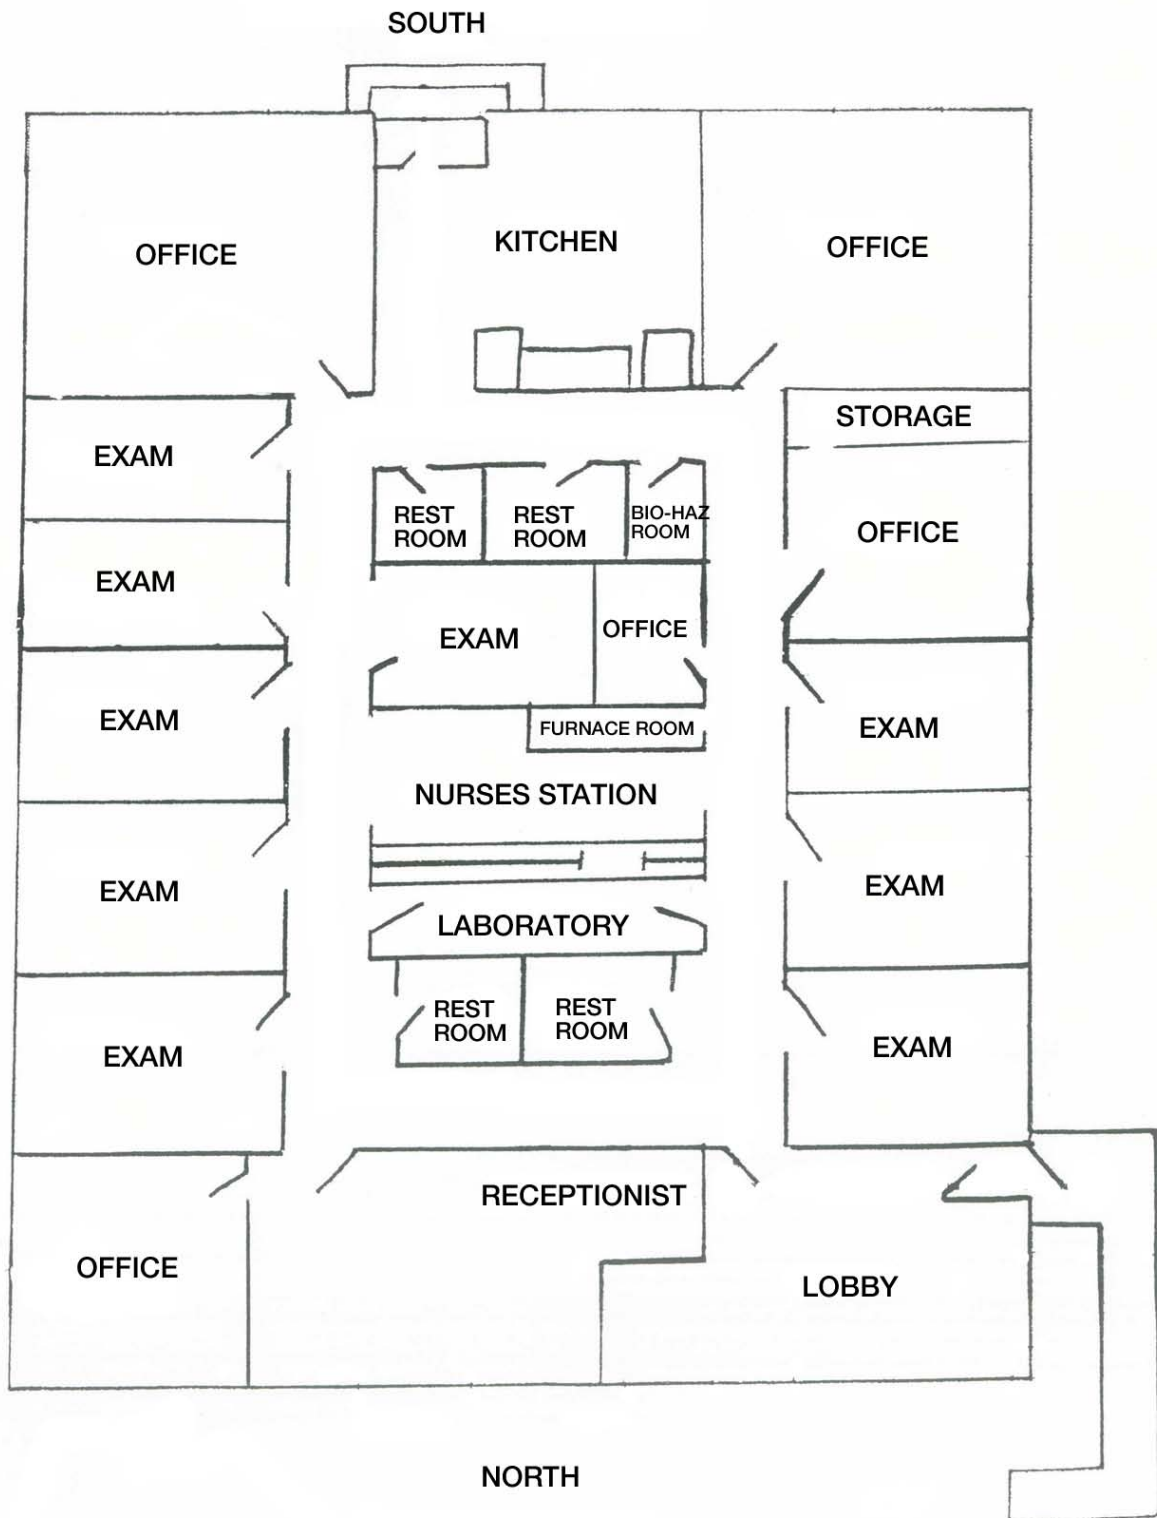 SOUTH
OFFICE
KITCHEN
OFFICE
EXAM
STORAGE
REST
ROOM
REST
ROOM
BIO-HAZ
ROOM
OFFICE
EXAM
EXAM
OFFICE
EXAM
FURNACE ROOM
EXAM
NURSES STATION
EXAM
EXAM
LABORATORY
REST
ROOM
REST
ROOM
EXAM
EXAM
RECEPTIONIST
OFFICE
LOBBY
NORTH